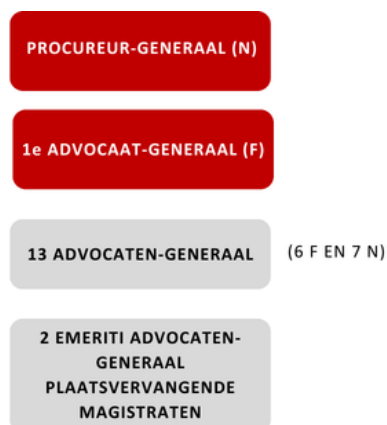 PROCUREUR-GENERAAL (N)
1e ADVOCAAT-GENERAAL (F)
13 ADVOCATEN-GENERAAL
(6 F EN 7 N)
2 EMERITI ADVOCATEN-
GENERAAL
PLAATSVERVANGENDE
MAGISTRATEN